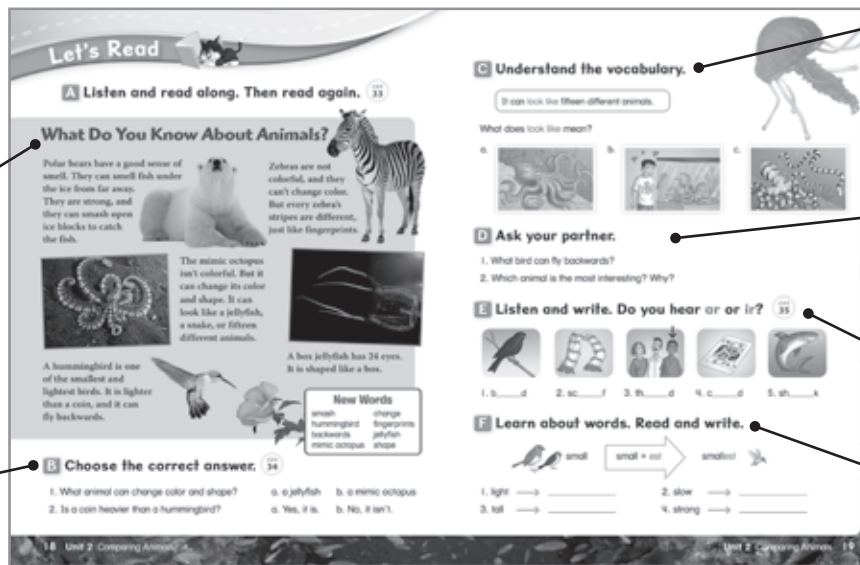 Let's Read
A Listen and read along. Then read again. 33
What Do You Know About Animals?
Polar bears have a good sense of
smell. They can smell fish under
the ice from far away.
They are strong, and
they can smash open
ice blocks to catch
the fish.
Zebras are not
colorful, and they
can't change color.
But every zebra's
stripes are different,
just like fingerprints.
The mimic octopus
isn't colorful. But it
can change its color
and shape. It can
look like a jellyfish,
a snake, or fifteen
different animals.
A hummingbird is one
of the smallest and
lightest birds. It is lighter
than a coin, and it can
fly backwards.
A box jellyfish has 24 eyes.
It is shaped like a box.
New Words
smash change
hummingbird fingerprints
backwards jellyfish
mimic octopus shape
B Choose the correct answer. 34
1. What animal can change color and shape? a. a jellyfish b. a mimic octopus
2. Is a coin heavier than a hummingbird? a. Yes, it is. b. No, it isn't.
18 Unit 2 Comparing Animals
C Understand the vocabulary.
It can look like fifteen different animals.
What does look like mean?
a. b. c.
D Ask your partner.
1. What bird can fly backwards?
2. Which animal is the most interesting? Why?
E Listen and write. Do you hear ar or ir? 35
1. b___d 2. sc___f 3. th___d 4. c___d 5. sh___k
F Learn about words. Read and write.
small small + est smallest
1. light → ________ 2. slow → ________
3. tall → ________ 4. strong → ________
Unit 2 Comparing Animals 19